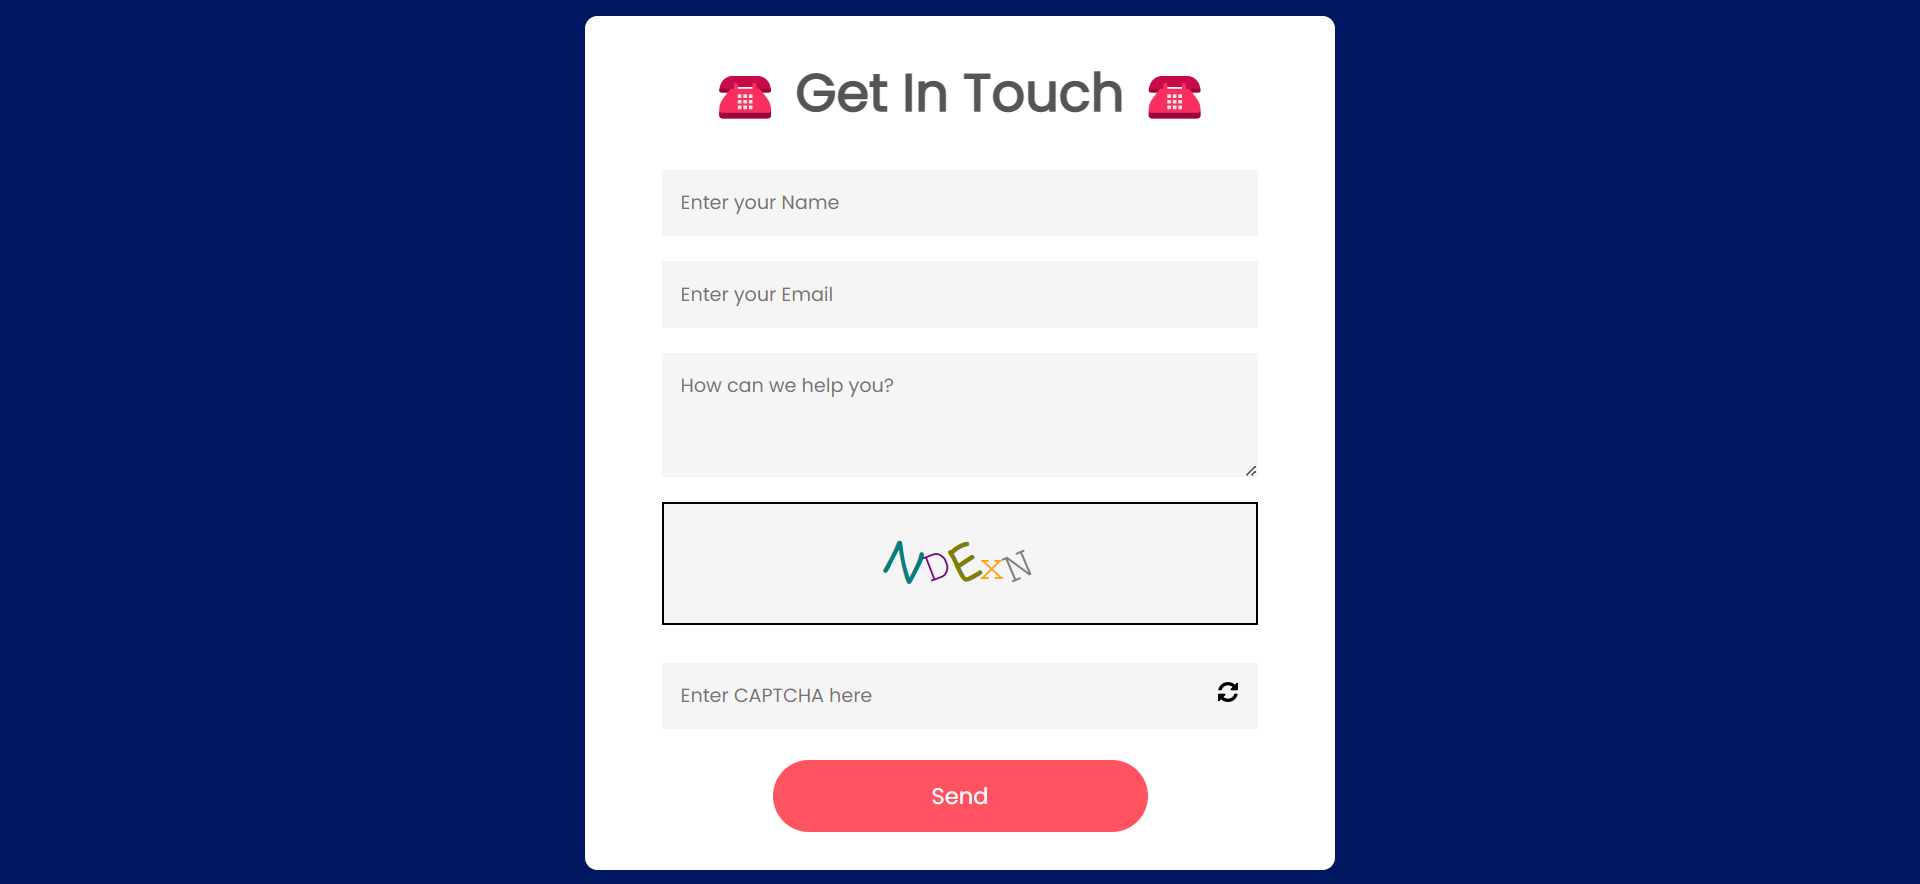 Get In Touch
Enter your Name
Enter your Email
How can we help you?
NDExN
Enter CAPTCHA here
Send